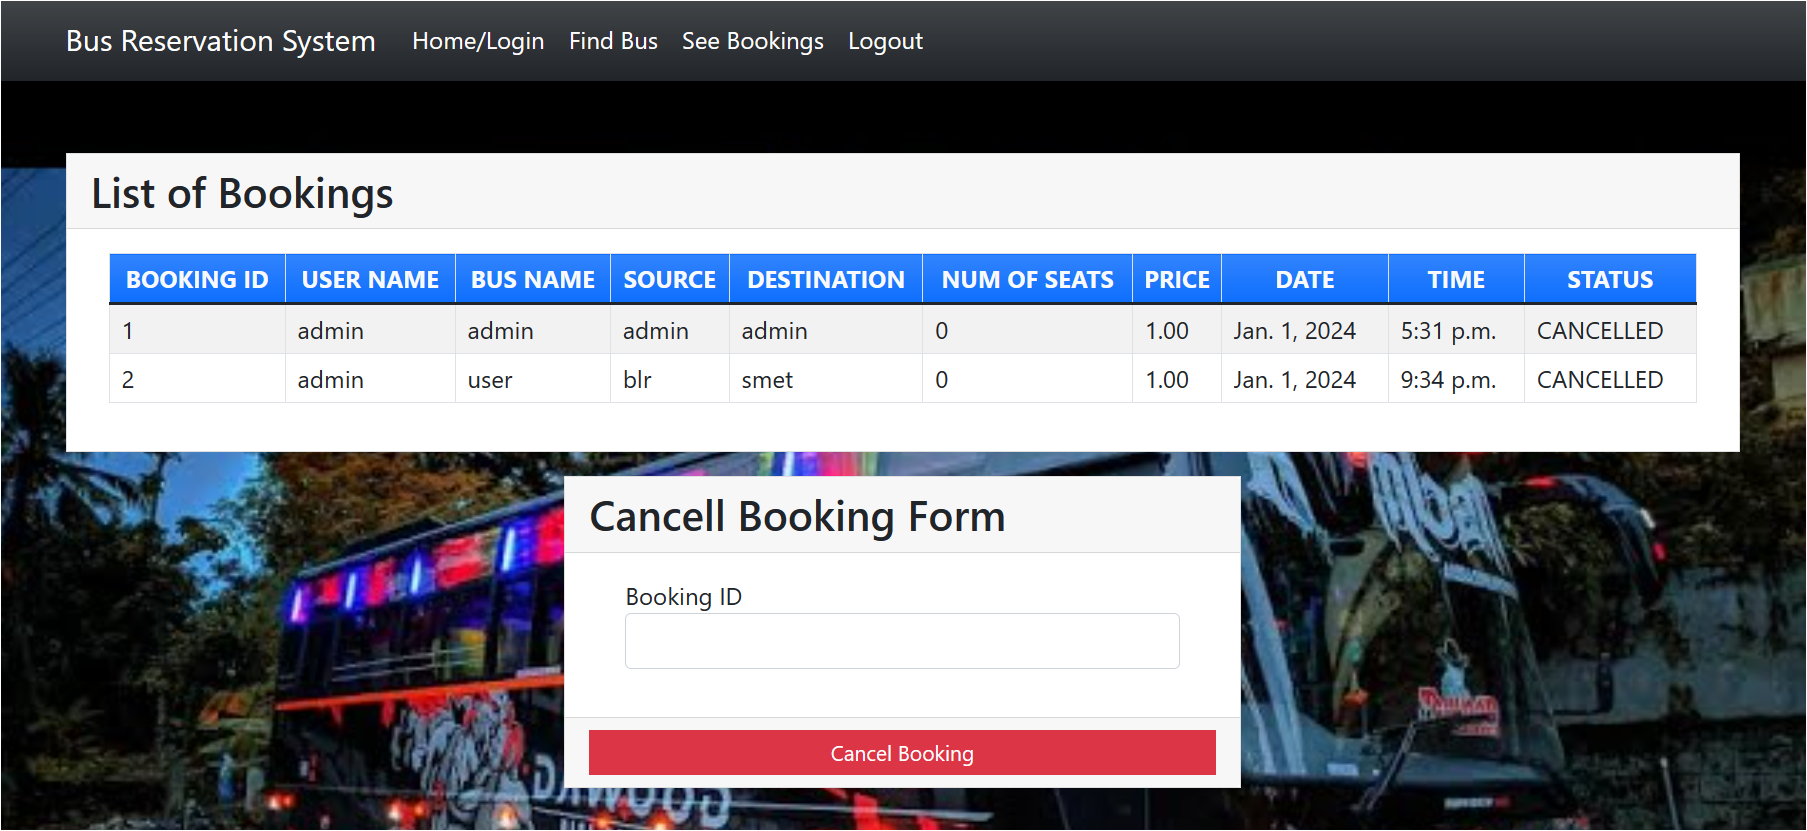 Bus Reservation System Home/Login Find Bus See Bookings Logout
List of Bookings
BOOKING ID USER NAME BUS NAME SOURCE DESTINATION NUM OF SEATS PRICE DATE TIME STATUS
1 admin admin admin admin 0 1.00 Jan. 1, 2024 5:31 p.m. CANCELLED
2 admin user blr smet 0 1.00 Jan. 1, 2024 9:34 p.m. CANCELLED
Cancell Booking Form
Booking ID
Cancel Booking